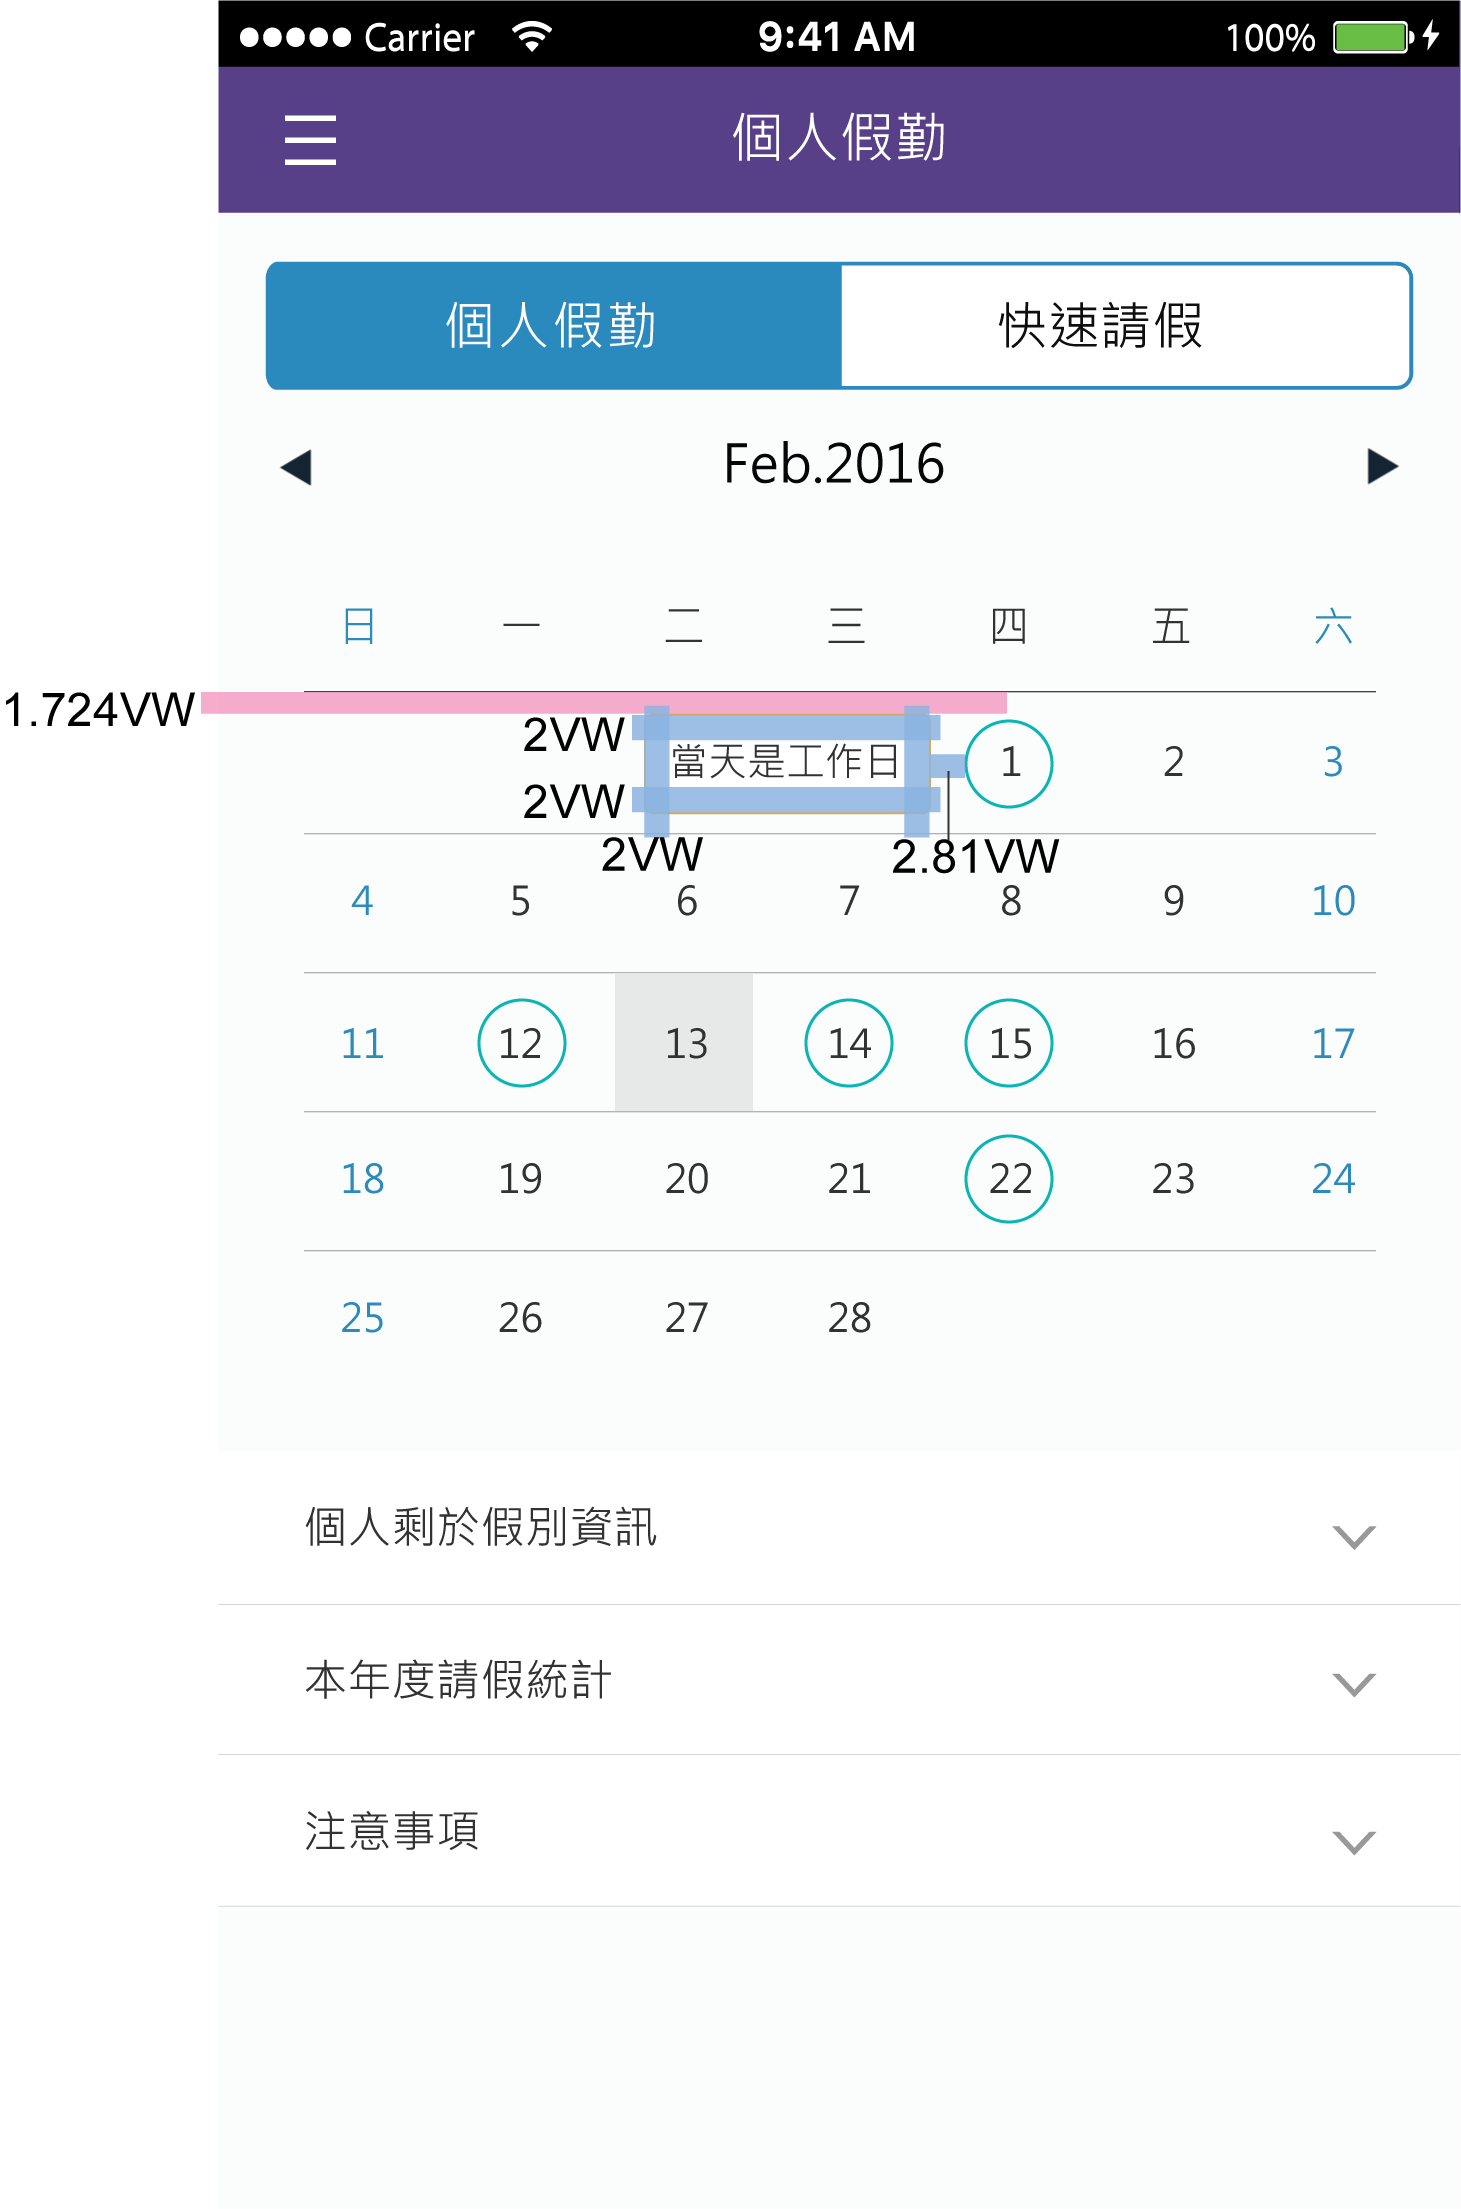 Carrier 9:41 AM 100%
個人假勤
個人假勤 快速請假
Feb.2016
日 一 二 三 四 五 六
1.724VW
2VW
當天是工作日 1 2 3
2VW
2VW 2.81VW
4 5 6 7 8 9 10
11 12 13 14 15 16 17
18 19 20 21 22 23 24
25 26 27 28
個人剩於假別資訊
本年度請假統計
注意事項